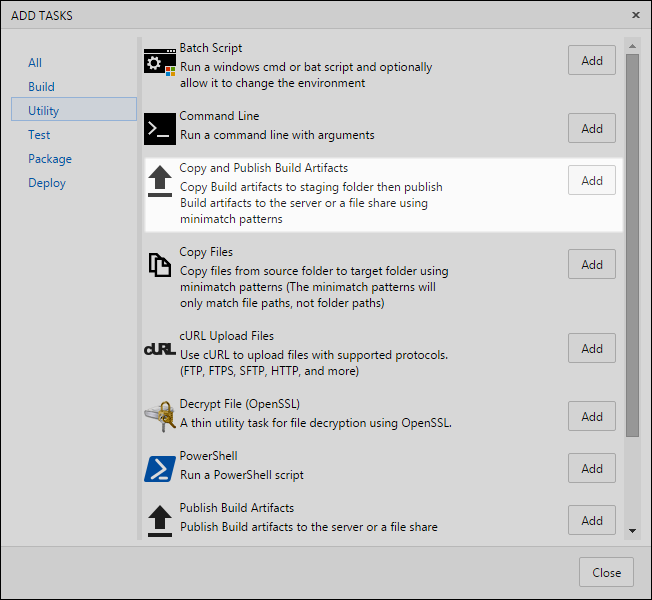 ADD TASKS
×
All
Build
Utility
Test
Package
Deploy
Batch Script
Run a windows cmd or bat script and optionally
allow it to change the environment
Add
Command Line
Run a command line with arguments
Add
Copy and Publish Build Artifacts
Copy Build artifacts to staging folder then publish
Build artifacts to the server or a file share using
minimatch patterns
Add
Copy Files
Copy files from source folder to target folder using
minimatch patterns (The minimatch patterns will
only match file paths, not folder paths)
Add
cURL
cURL Upload Files
Use cURL to upload files with supported protocols.
(FTP, FTPS, SFTP, HTTP, and more)
Add
Decrypt File (OpenSSL)
A thin utility task for file decryption using OpenSSL.
Add
PowerShell
Run a PowerShell script
Add
Publish Build Artifacts
Publish Build artifacts to the server or a file share
Add
Close